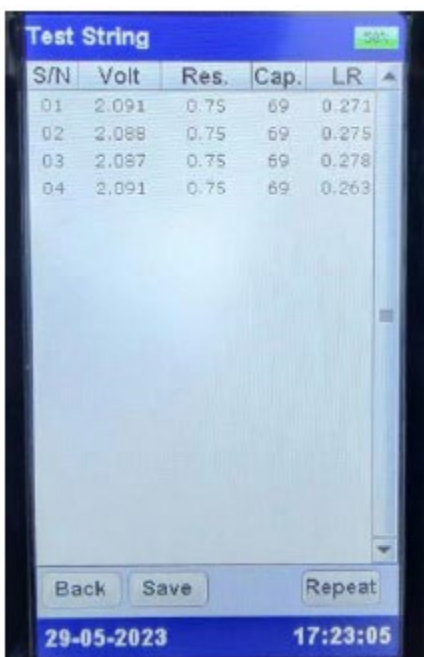 Test String 58%
S/N Volt Res. Cap. LR
01 2.091 0.75 69 0.271
02 2.088 0.75 69 0.275
03 2.087 0.75 69 0.278
04 2.091 0.75 69 0.263
Back Save Repeat
29-05-2023 17:23:05